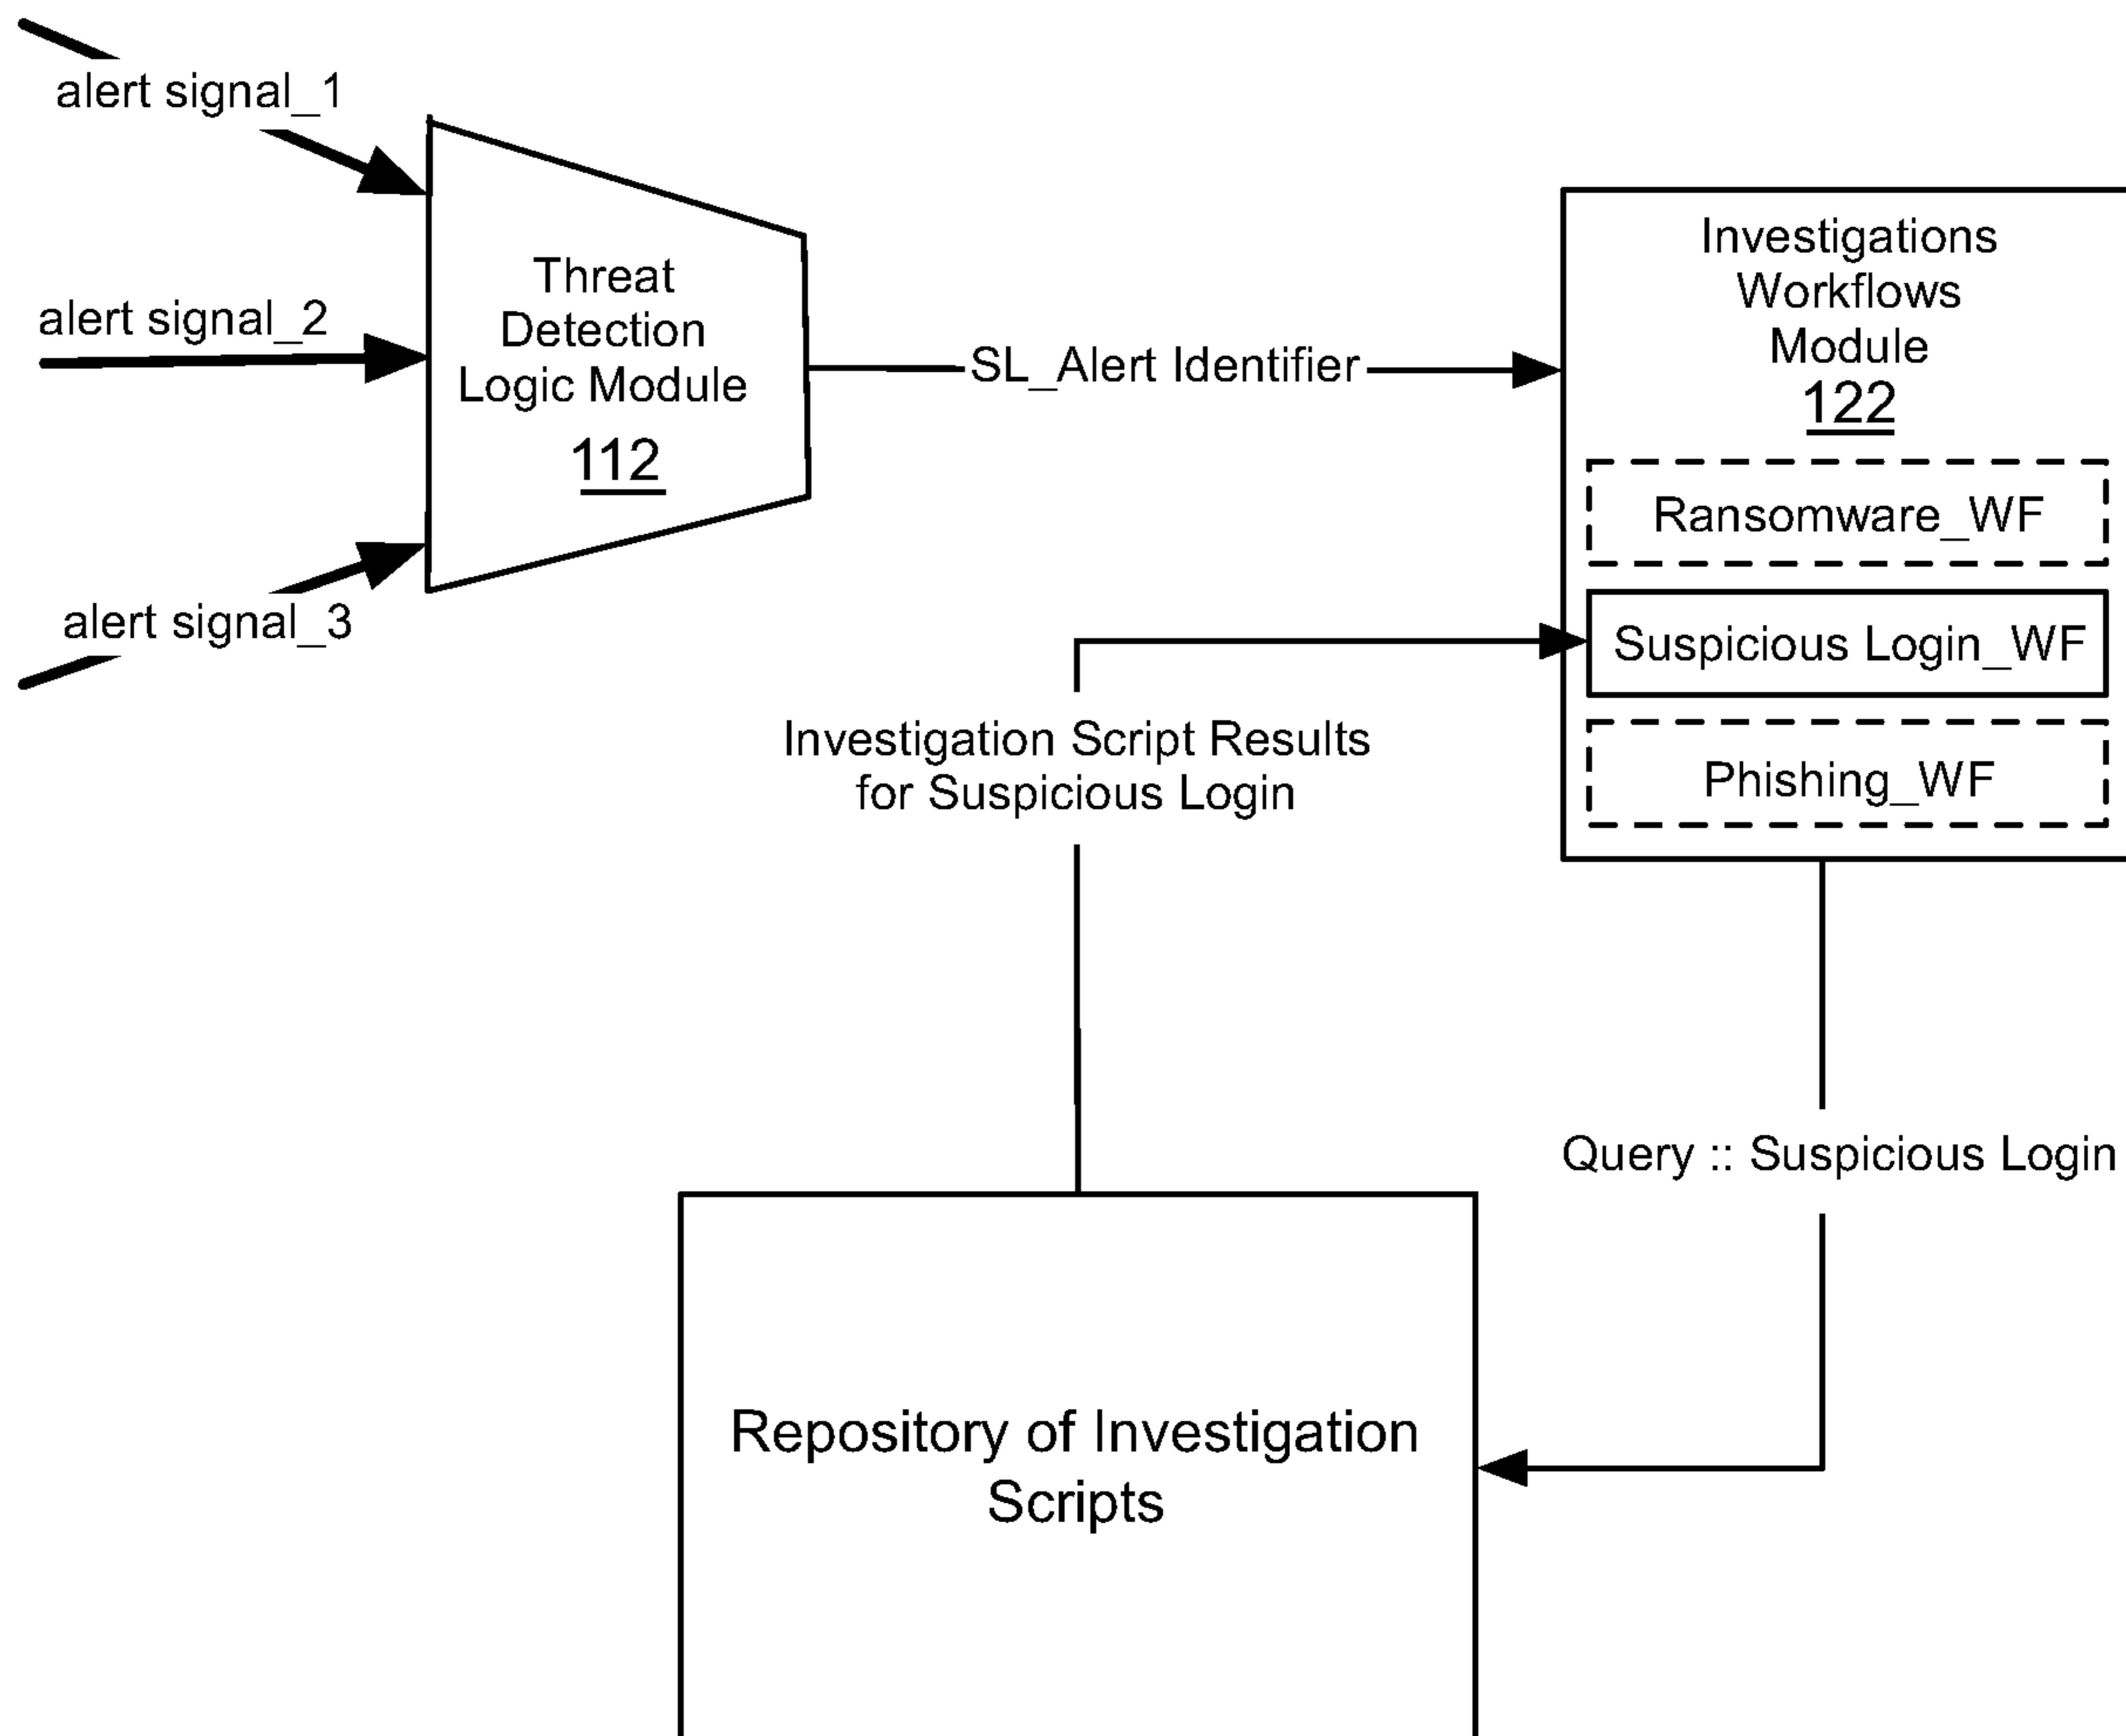 alert signal_1
alert signal_2
alert signal_3
Threat
Detection
Logic Module
112
SL_Alert Identifier
Investigations
Workflows
Module
122
Ransomware_WF
Suspicious Login_WF
Phishing_WF
Investigation Script Results
for Suspicious Login
Query :: Suspicious Login
Repository of Investigation
Scripts